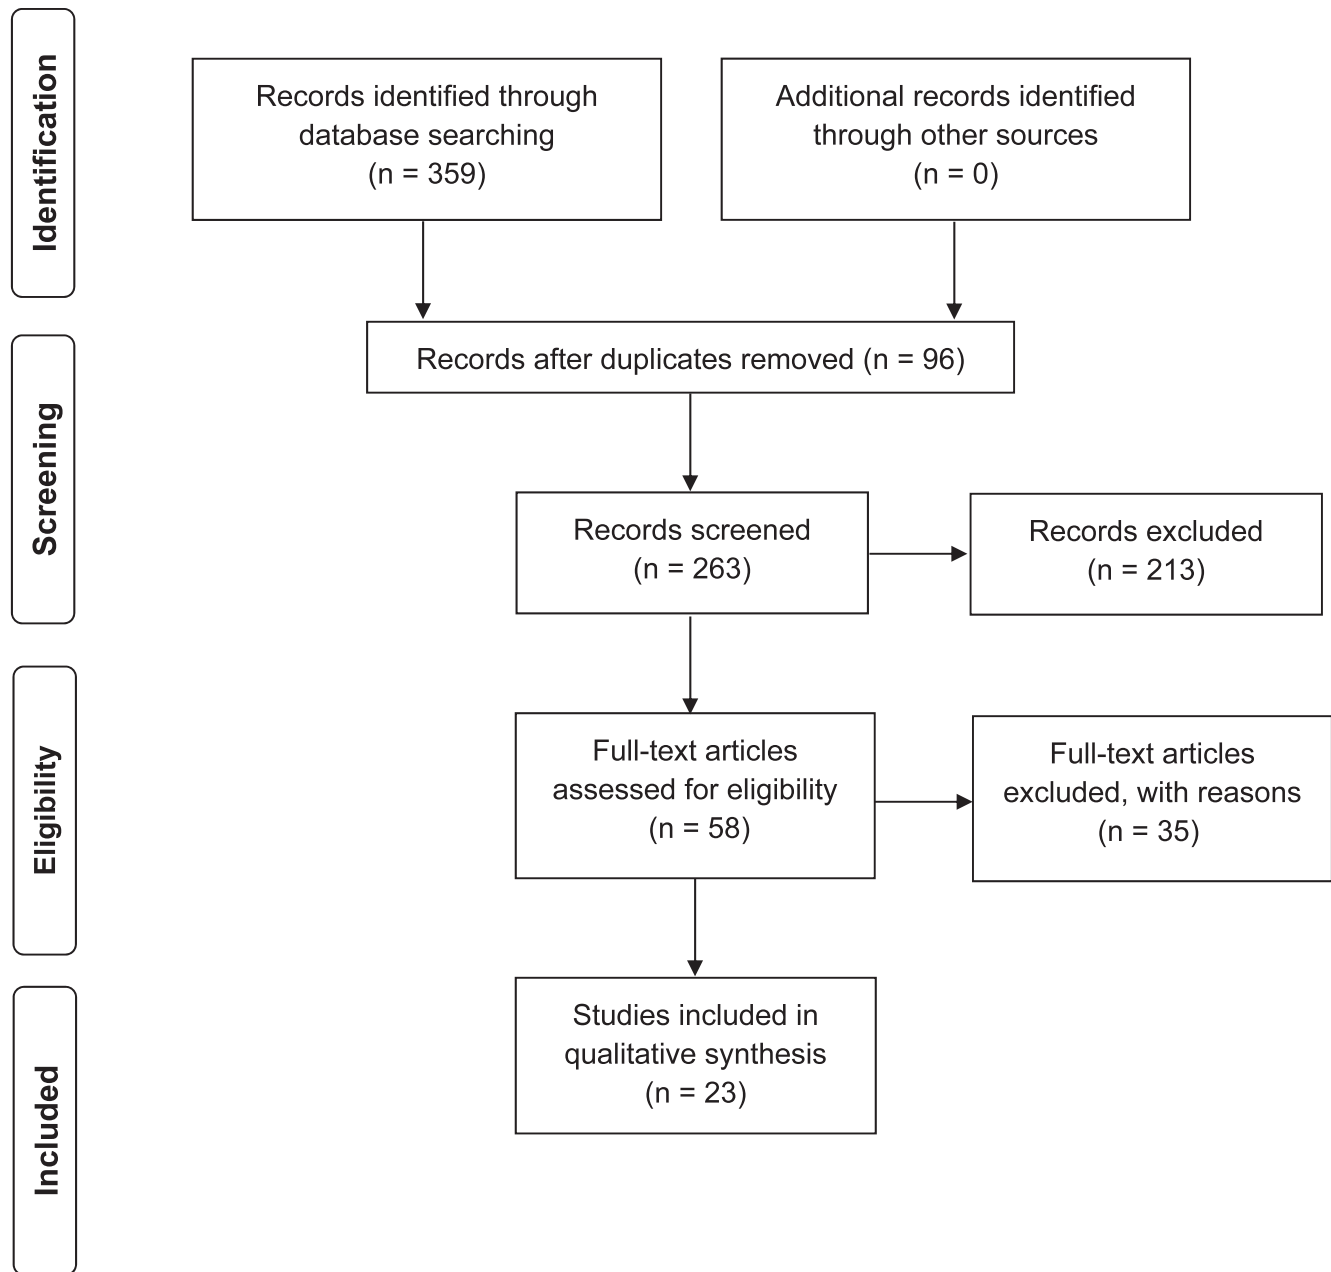 Identification
Records identified through
database searching
(n = 359)
Additional records identified
through other sources
(n = 0)
Screening
Records after duplicates removed (n = 96)
Records screened
(n = 263)
Records excluded
(n = 213)
Eligibility
Full-text articles
assessed for eligibility
(n = 58)
Full-text articles
excluded, with reasons
(n = 35)
Included
Studies included in
qualitative synthesis
(n = 23)